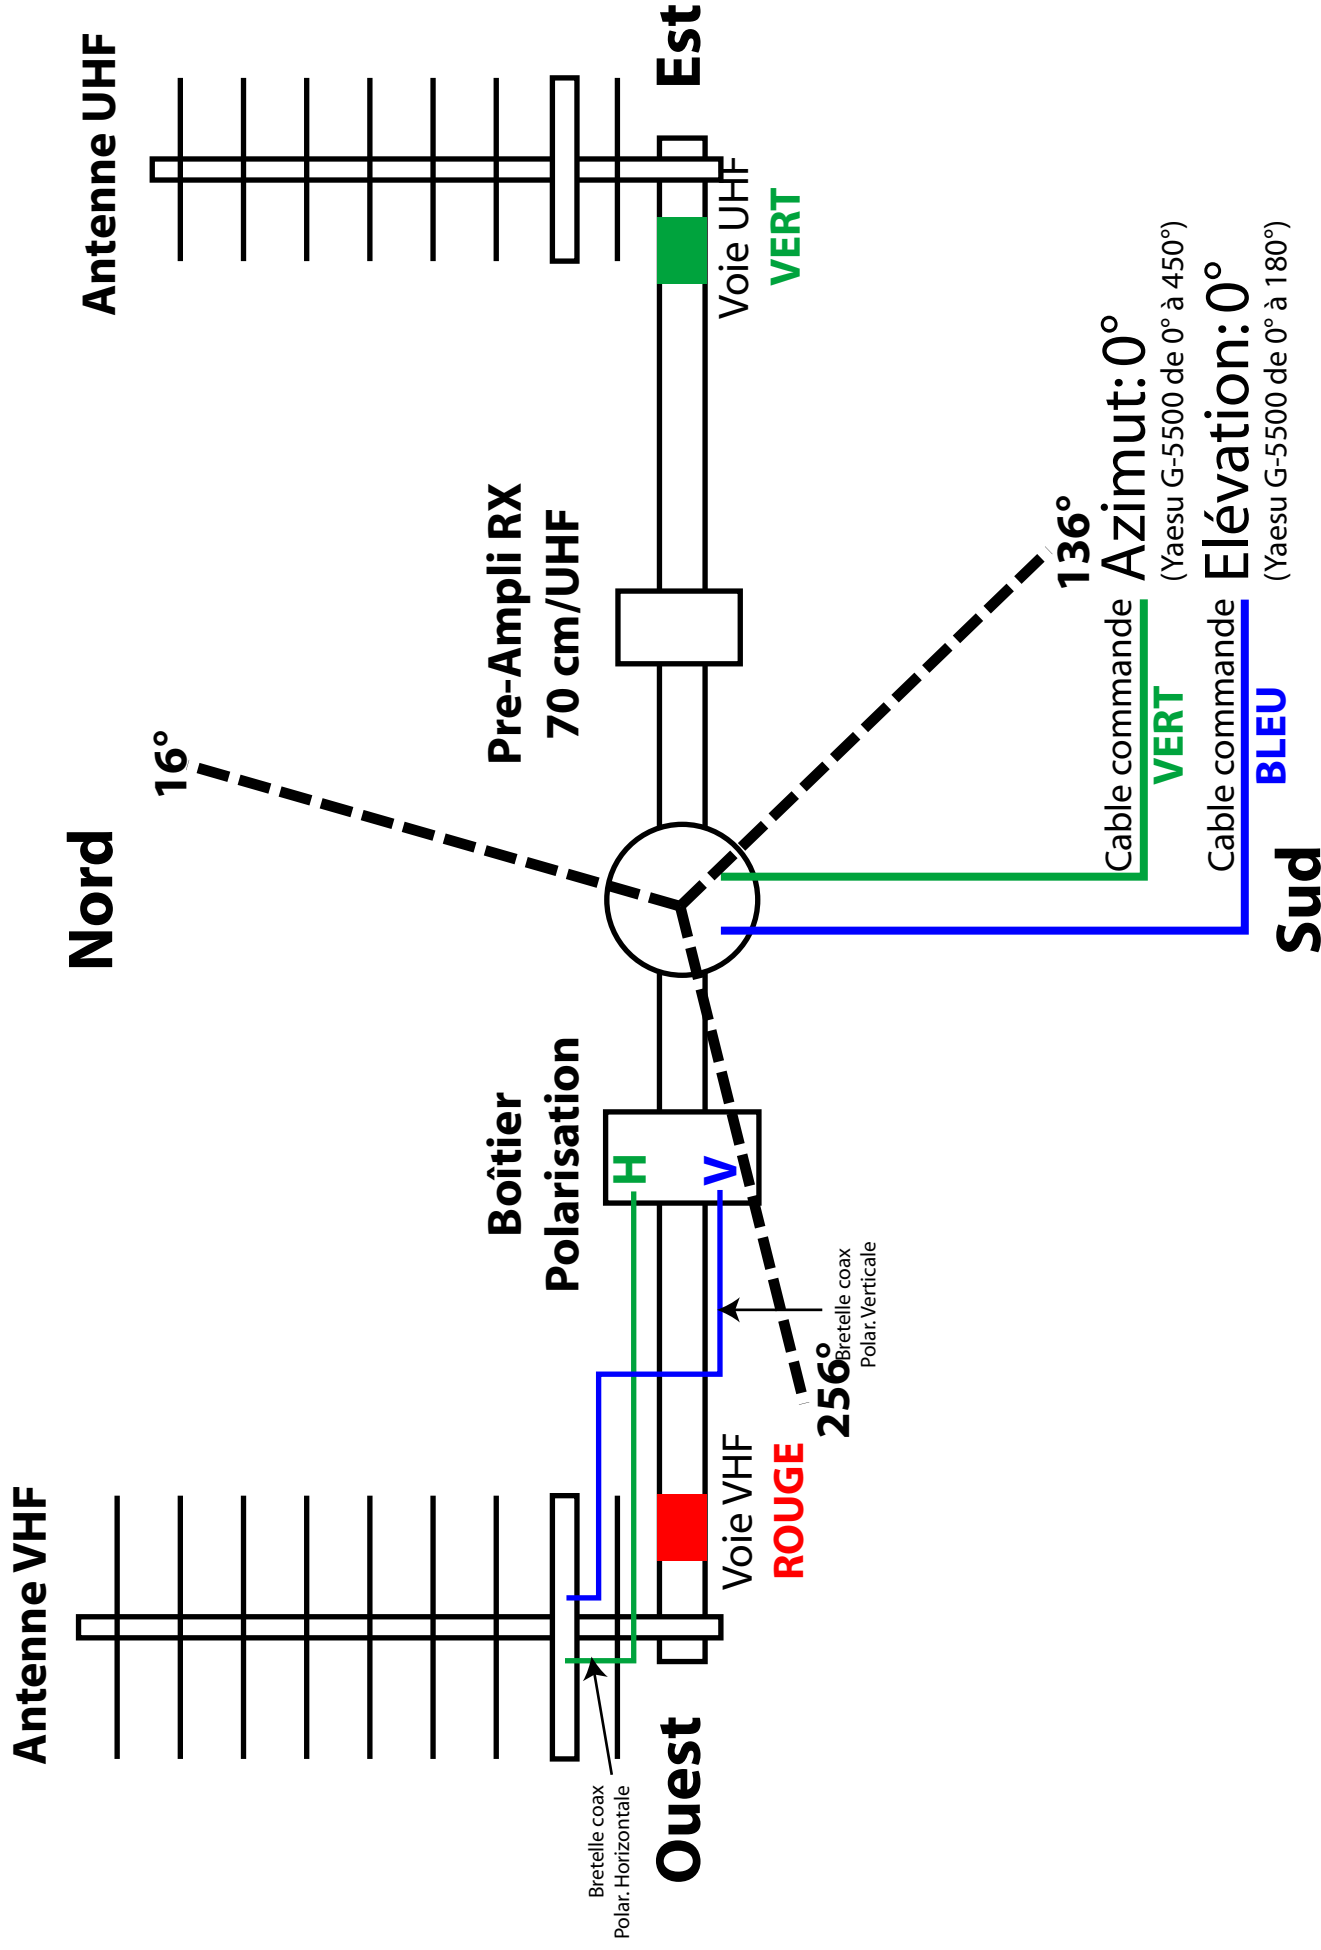 Nord
16°
Antenne VHF
Antenne UHF
Boîtier
Polarisation
Pre-Ampli RX
70 cm/UHF
Bretelle coax
Polar. Horizontale
H
V
Ouest
Est
Voie VHF
ROUGE
Voie UHF
VERT
256°
Bretelle coax
Polar. Verticale
136°
Cable commande
VERT
Azimut: 0°
(Yaesu G-5500 de 0° à 450°)
Cable commande
BLEU
Elévation: 0°
(Yaesu G-5500 de 0° à 180°)
Sud